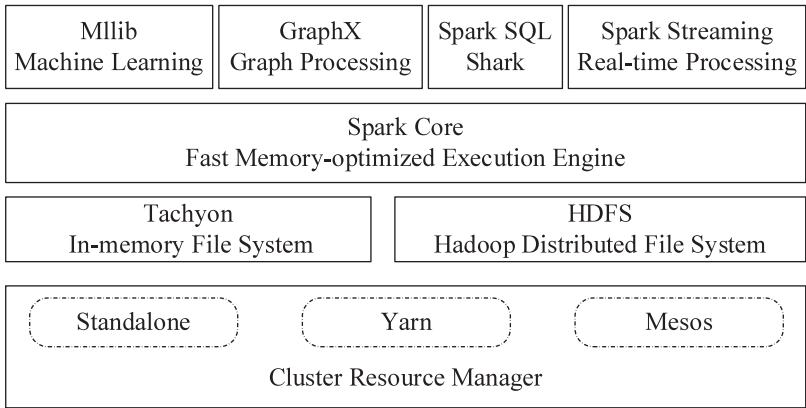 Mllib
Machine Learning
GraphX
Graph Processing
Spark SQL
Shark
Spark Streaming
Real-time Processing
Spark Core
Fast Memory-optimized Execution Engine
Tachyon
In-memory File System
HDFS
Hadoop Distributed File System
Standalone
Yarn
Mesos
Cluster Resource Manager